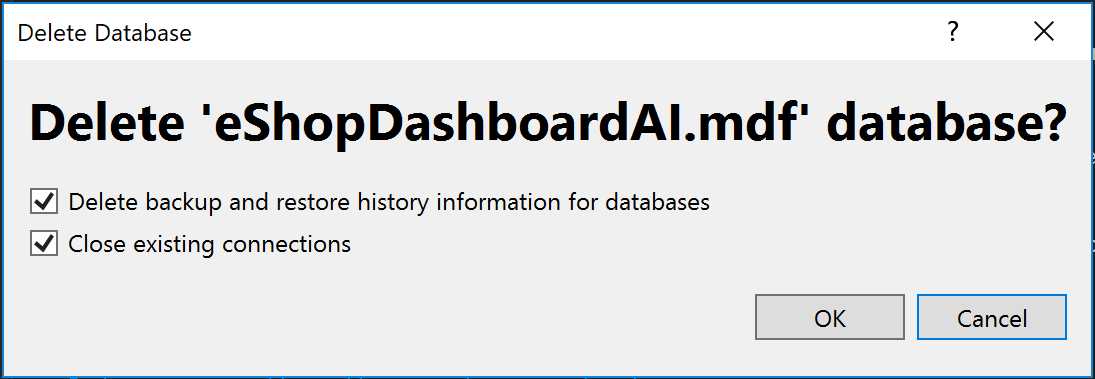 Delete Database
?
Delete 'eShopDashboardAI.mdf' database?
Delete backup and restore history information for databases
Close existing connections
OK Cancel